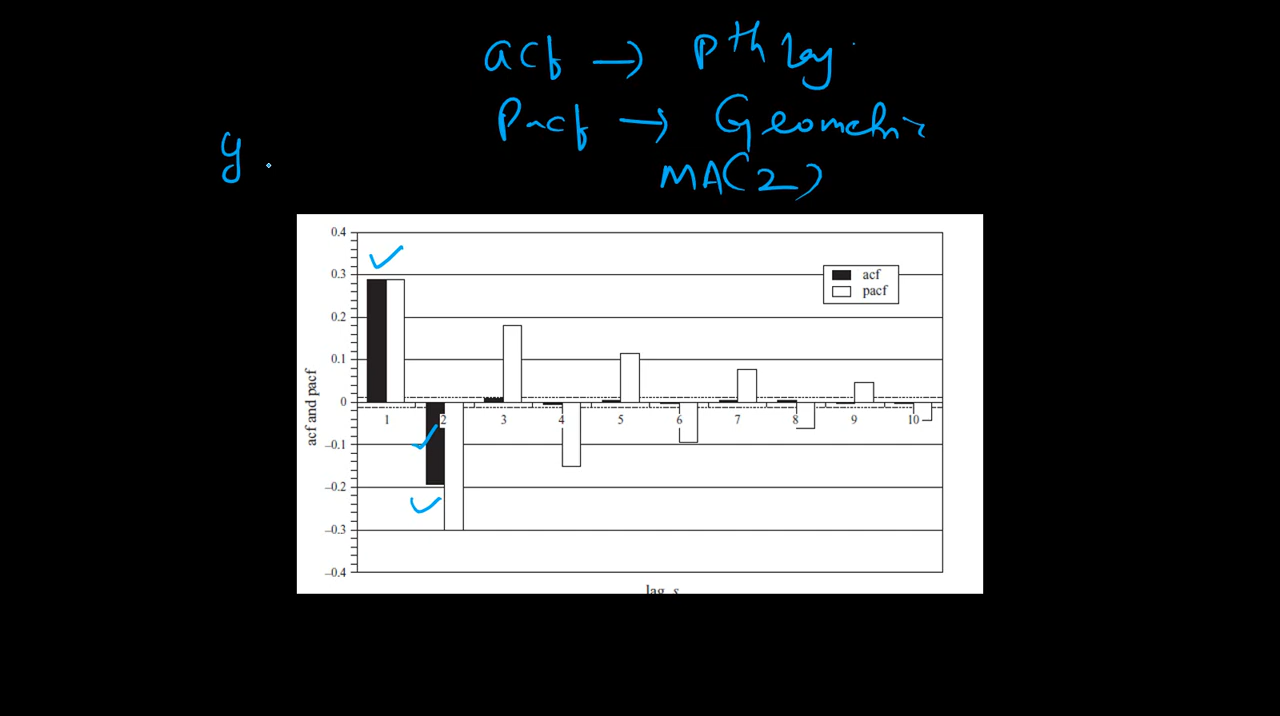 acf → pth lag
Pacf → Geometric
y
MA(2)
0.4
0.3
0.2
0.1
0
–0.1
–0.2
–0.3
–0.4
acf and pacf
acf
pacf
1 2 3 4 5 6 7 8 9 10
lag, s